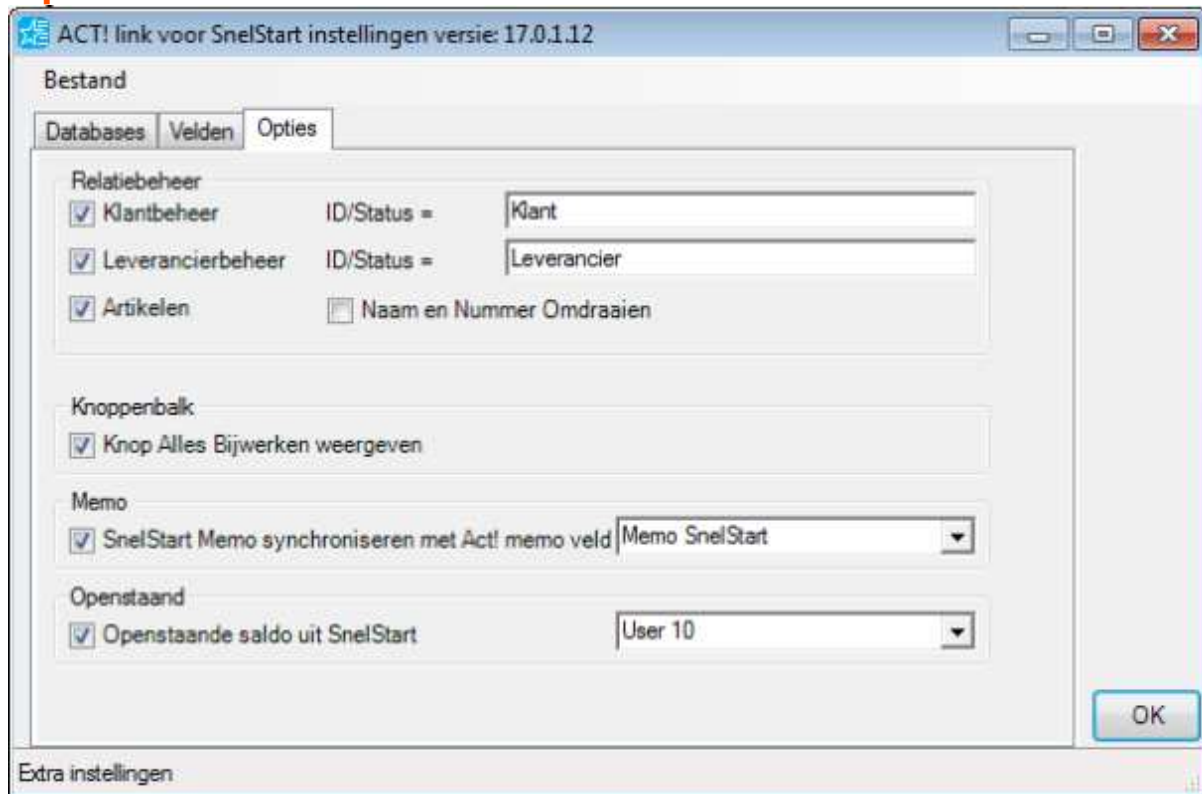 ACT! link voor SnelStart instellingen versie: 17.0.1.12
Bestand
Databases Velden Opties
Relatiebeheer
Klantbeheer ID/Status = Klant
Leverancierbeheer ID/Status = Leverancier
Artikelen Naam en Nummer Omdraaien
Knoppenbalk
Knop Alles Bijwerken weergeven
Memo
SnelStart Memo synchroniseren met Act! memo veld Memo SnelStart
Openstaand
Openstaande saldo uit SnelStart User 10
OK
Extra instellingen